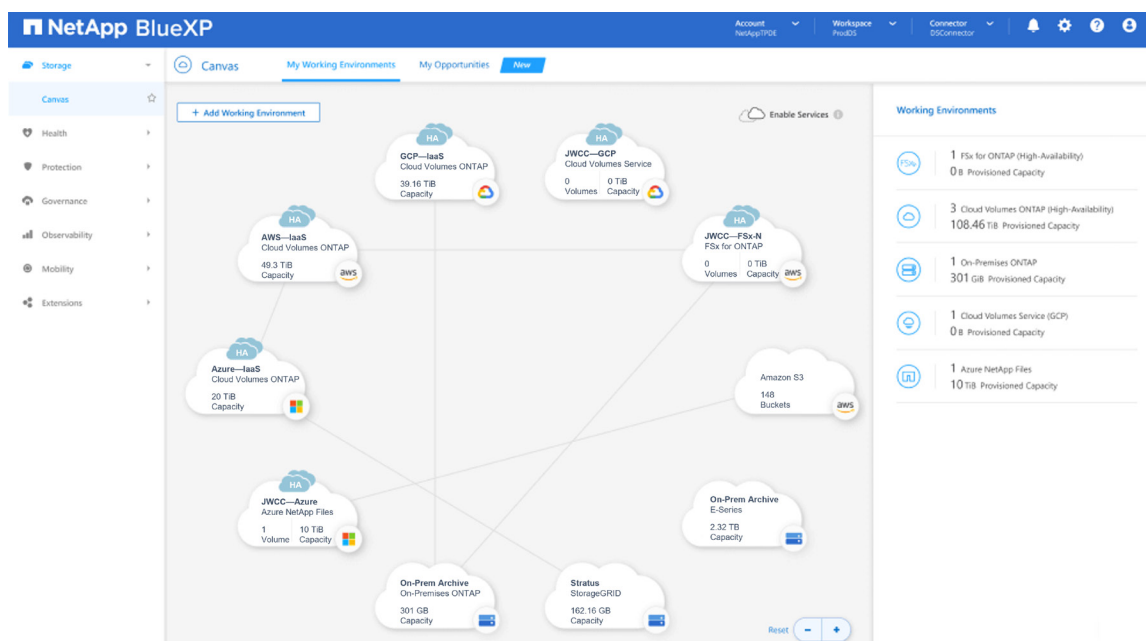 NetApp BlueXP
Account
NetAppTPDE
Workspace
ProdDS
Connector
DSConnector
Storage
Canvas
Health
Protection
Governance
Observability
Mobility
Extensions
Canvas
My Working Environments
My Opportunities
New
+ Add Working Environment
Enable Services
HA
GCP—IaaS
Cloud Volumes ONTAP
39.16 TiB
Capacity
HA
JWCC—GCP
Cloud Volumes Service
0 0 TiB
Volumes Capacity
HA
AWS—IaaS
Cloud Volumes ONTAP
49.3 TiB
Capacity
aws
HA
JWCC—FSx-N
FSx for ONTAP
0 0 TiB
Volumes Capacity
aws
HA
Azure—IaaS
Cloud Volumes ONTAP
20 TiB
Capacity
Amazon S3
148
Buckets
aws
HA
JWCC—Azure
Azure NetApp Files
1 10 TiB
Volume Capacity
On-Prem Archive
E-Series
2.32 TB
Capacity
On-Prem Archive
On-Premises ONTAP
301 GB
Capacity
Stratus
StorageGRID
162.16 GB
Capacity
Reset - +
Working Environments
FSx
1 FSx for ONTAP (High-Availability)
0 B Provisioned Capacity
3 Cloud Volumes ONTAP (High-Availability)
108.46 TiB Provisioned Capacity
1 On-Premises ONTAP
301 GiB Provisioned Capacity
1 Cloud Volumes Service (GCP)
0 B Provisioned Capacity
1 Azure NetApp Files
10 TiB Provisioned Capacity